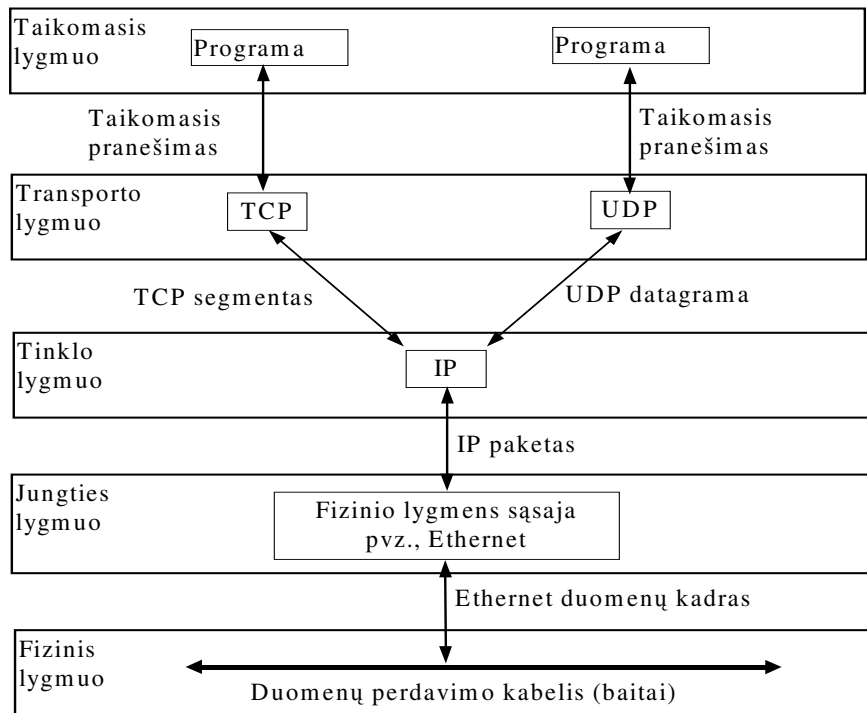 Taikomasis
lygmuo
Programa
Programa
Taikomasis
pranešimas
Taikomasis
pranešimas
Transporto
lygmuo
TCP
UDP
TCP segmentas
UDP datagrama
Tinklo
lygmuo
IP
IP paketas
Jungties
lygmuo
Fizinio lygmens sąsaja
pvz., Ethernet
Ethernet duomenų kadras
Fizinis
lygmuo
Duomenų perdavimo kabelis (baitai)